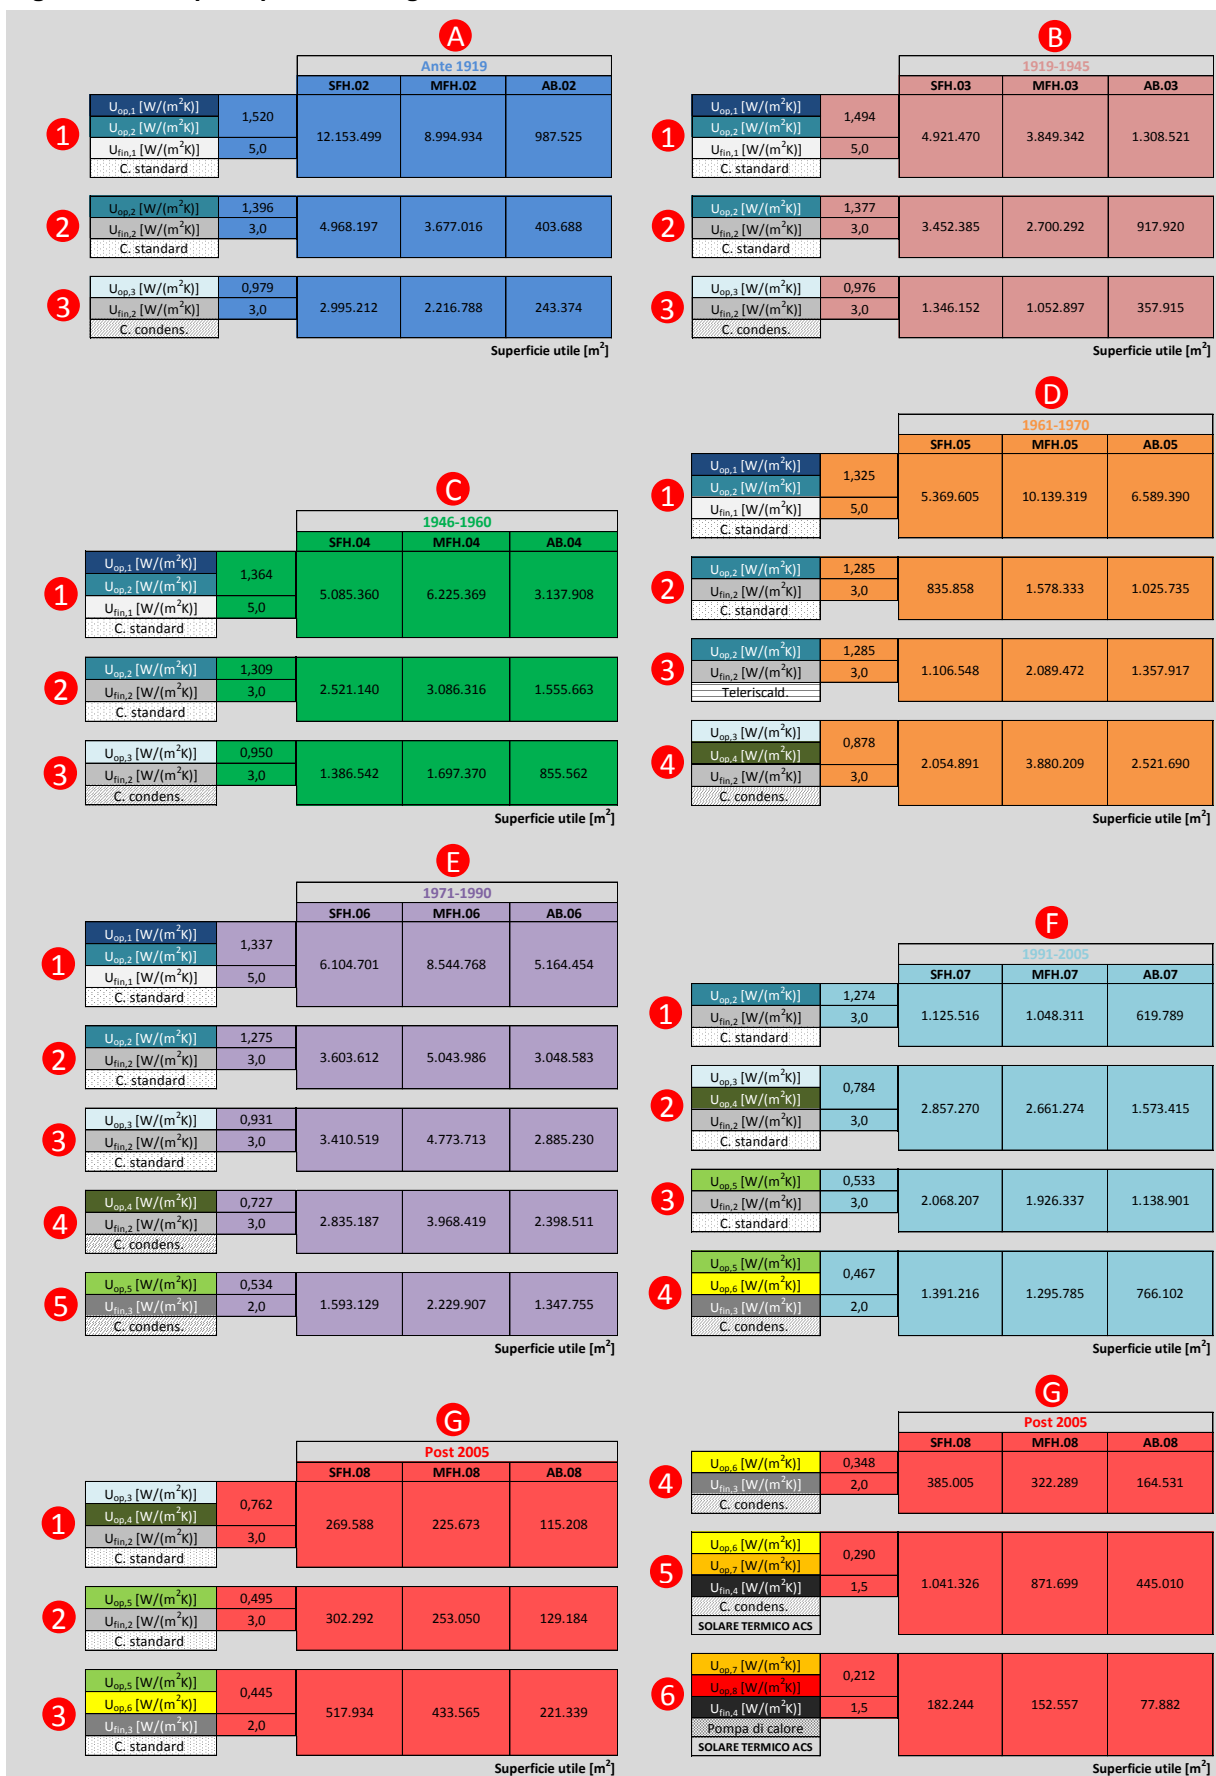 A
Ante 1919
SFH.02 MFH.02 AB.02
1
Uop,1 [W/(m²K)] 1,520 12.153.499 8.994.934 987.525
Uop,2 [W/(m²K)]
Ufin,1 [W/(m²K)] 5,0
C. standard
2
Uop,2 [W/(m²K)] 1,396 4.968.197 3.677.016 403.688
Ufin,2 [W/(m²K)] 3,0
C. standard
3
Uop,3 [W/(m²K)] 0,979 2.995.212 2.216.788 243.374
Ufin,2 [W/(m²K)] 3,0
C. condens.
Superficie utile [m²]
B
1919-1945
SFH.03 MFH.03 AB.03
1
Uop,1 [W/(m²K)] 1,494 4.921.470 3.849.342 1.308.521
Uop,2 [W/(m²K)]
Ufin,1 [W/(m²K)] 5,0
C. standard
2
Uop,2 [W/(m²K)] 1,377 3.452.385 2.700.292 917.920
Ufin,2 [W/(m²K)] 3,0
C. standard
3
Uop,3 [W/(m²K)] 0,976 1.346.152 1.052.897 357.915
Ufin,2 [W/(m²K)] 3,0
C. condens.
Superficie utile [m²]
C
1946-1960
SFH.04 MFH.04 AB.04
1
Uop,1 [W/(m²K)] 1,364 5.085.360 6.225.369 3.137.908
Uop,2 [W/(m²K)]
Ufin,1 [W/(m²K)] 5,0
C. standard
2
Uop,2 [W/(m²K)] 1,309 2.521.140 3.086.316 1.555.663
Ufin,2 [W/(m²K)] 3,0
C. standard
3
Uop,3 [W/(m²K)] 0,950 1.386.542 1.697.370 855.562
Ufin,2 [W/(m²K)] 3,0
C. condens.
Superficie utile [m²]
D
1961-1970
SFH.05 MFH.05 AB.05
1
Uop,1 [W/(m²K)] 1,325 5.369.605 10.139.319 6.589.390
Uop,2 [W/(m²K)]
Ufin,1 [W/(m²K)] 5,0
C. standard
2
Uop,2 [W/(m²K)] 1,285 835.858 1.578.333 1.025.735
Ufin,2 [W/(m²K)] 3,0
C. standard
3
Uop,2 [W/(m²K)] 1,285 1.106.548 2.089.472 1.357.917
Ufin,2 [W/(m²K)] 3,0
Teleriscald.
4
Uop,3 [W/(m²K)] 0,878 2.054.891 3.880.209 2.521.690
Uop,4 [W/(m²K)]
Ufin,2 [W/(m²K)] 3,0
C. condens.
Superficie utile [m²]
E
1971-1990
SFH.06 MFH.06 AB.06
1
Uop,1 [W/(m²K)] 1,337 6.104.701 8.544.768 5.164.454
Uop,2 [W/(m²K)]
Ufin,1 [W/(m²K)] 5,0
C. standard
2
Uop,2 [W/(m²K)] 1,275 3.603.612 5.043.986 3.048.583
Ufin,2 [W/(m²K)] 3,0
C. standard
3
Uop,3 [W/(m²K)] 0,931 3.410.519 4.773.713 2.885.230
Ufin,2 [W/(m²K)] 3,0
C. standard
4
Uop,4 [W/(m²K)] 0,727 2.835.187 3.968.419 2.398.511
Ufin,2 [W/(m²K)] 3,0
C. condens.
5
Uop,5 [W/(m²K)] 0,534 1.593.129 2.229.907 1.347.755
Ufin,3 [W/(m²K)] 2,0
C. condens.
Superficie utile [m²]
F
1991-2005
SFH.07 MFH.07 AB.07
1
Uop,2 [W/(m²K)] 1,274 1.125.516 1.048.311 619.789
Ufin,2 [W/(m²K)] 3,0
C. standard
2
Uop,3 [W/(m²K)] 0,784 2.857.270 2.661.274 1.573.415
Uop,4 [W/(m²K)]
Ufin,2 [W/(m²K)] 3,0
C. standard
3
Uop,5 [W/(m²K)] 0,533 2.068.207 1.926.337 1.138.901
Ufin,2 [W/(m²K)] 3,0
C. standard
4
Uop,5 [W/(m²K)] 0,467 1.391.216 1.295.785 766.102
Uop,6 [W/(m²K)]
Ufin,3 [W/(m²K)] 2,0
C. condens.
Superficie utile [m²]
G
Post 2005
SFH.08 MFH.08 AB.08
1
Uop,3 [W/(m²K)] 0,762 269.588 225.673 115.208
Uop,4 [W/(m²K)]
Ufin,2 [W/(m²K)] 3,0
C. standard
2
Uop,5 [W/(m²K)] 0,495 302.292 253.050 129.184
Ufin,2 [W/(m²K)] 3,0
C. standard
3
Uop,5 [W/(m²K)] 0,445 517.934 433.565 221.339
Uop,6 [W/(m²K)]
Ufin,3 [W/(m²K)] 2,0
C. standard
Superficie utile [m²]
G
Post 2005
SFH.08 MFH.08 AB.08
4
Uop,6 [W/(m²K)] 0,348 385.005 322.289 164.531
Ufin,3 [W/(m²K)] 2,0
C. condens.
5
Uop,6 [W/(m²K)] 0,290 1.041.326 871.699 445.010
Uop,7 [W/(m²K)]
Ufin,4 [W/(m²K)] 1,5
C. condens.
SOLARE TERMICO ACS
6
Uop,7 [W/(m²K)] 0,212 182.244 152.557 77.882
Uop,8 [W/(m²K)]
Ufin,4 [W/(m²K)] 1,5
Pompa di calore
SOLARE TERMICO ACS
Superficie utile [m²]